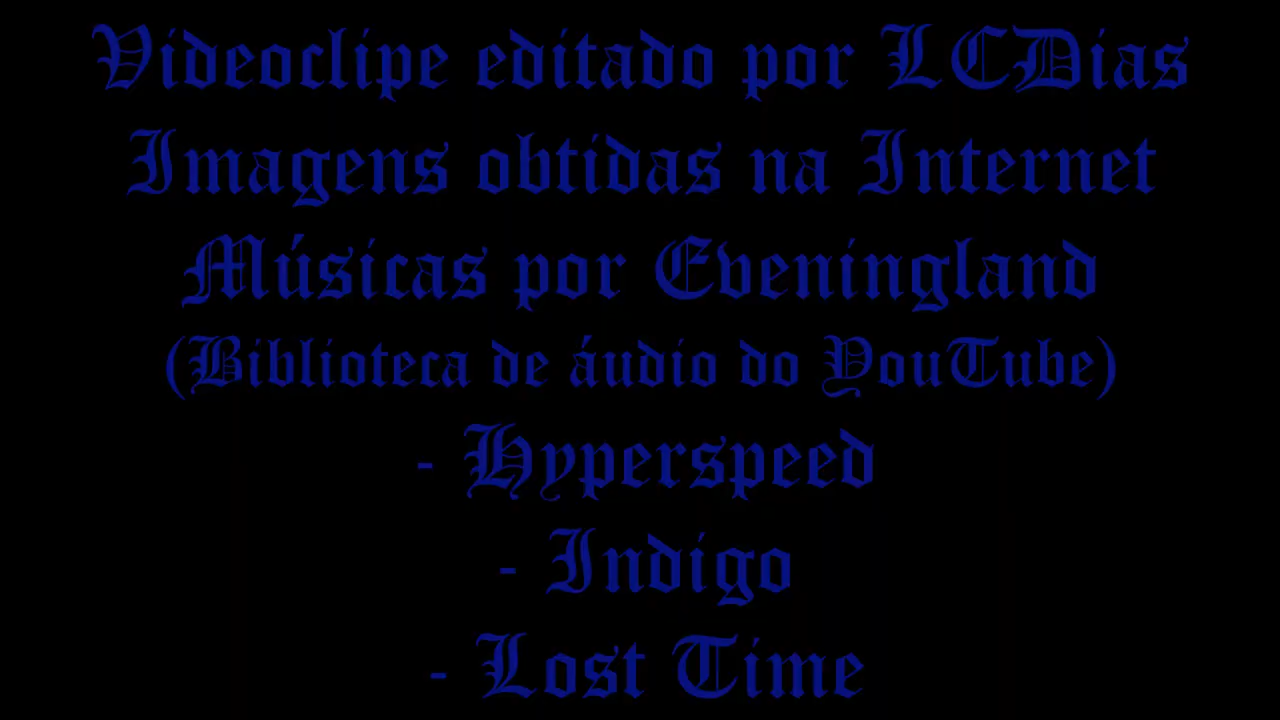 Videoclipe editado por LCDias
Imagens obtidas na Internet
Músicas por Eveningland
(Biblioteca de áudio do YouTube)
- Hyperspeed
- Indigo
- Lost Time